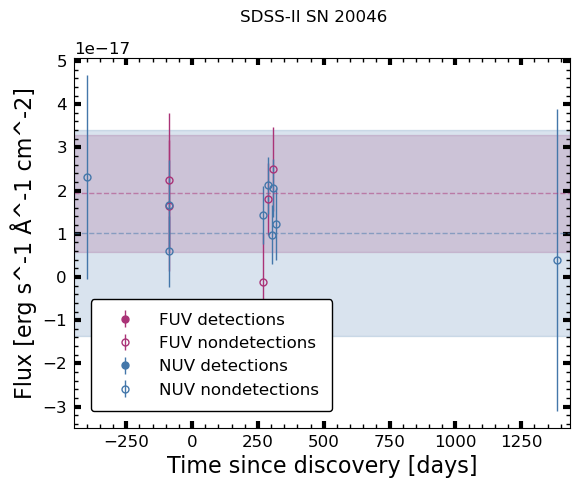 SDSS-II SN 20046
1e−17
5
4
3
2
1
0
−1
−2
−3
Flux [erg s^-1 Å^-1 cm^-2]
FUV detections
FUV nondetections
NUV detections
NUV nondetections
−250 0 250 500 750 1000 1250
Time since discovery [days]